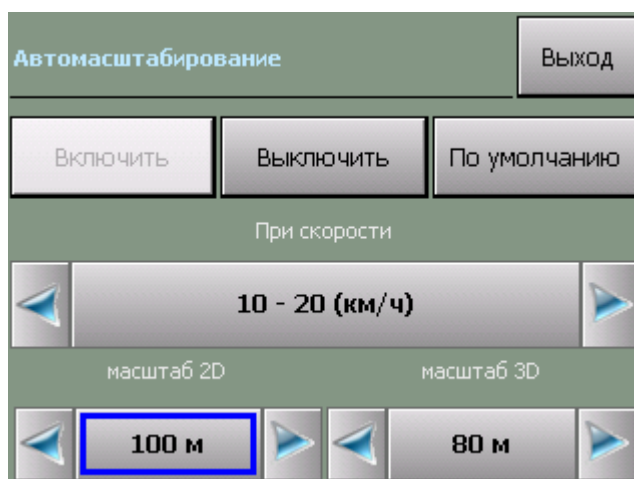 Автомасштабирование
Выход
Включить
Выключить
По умолчанию
При скорости
10 - 20 (км/ч)
масштаб 2D
масштаб 3D
100 м
80 м